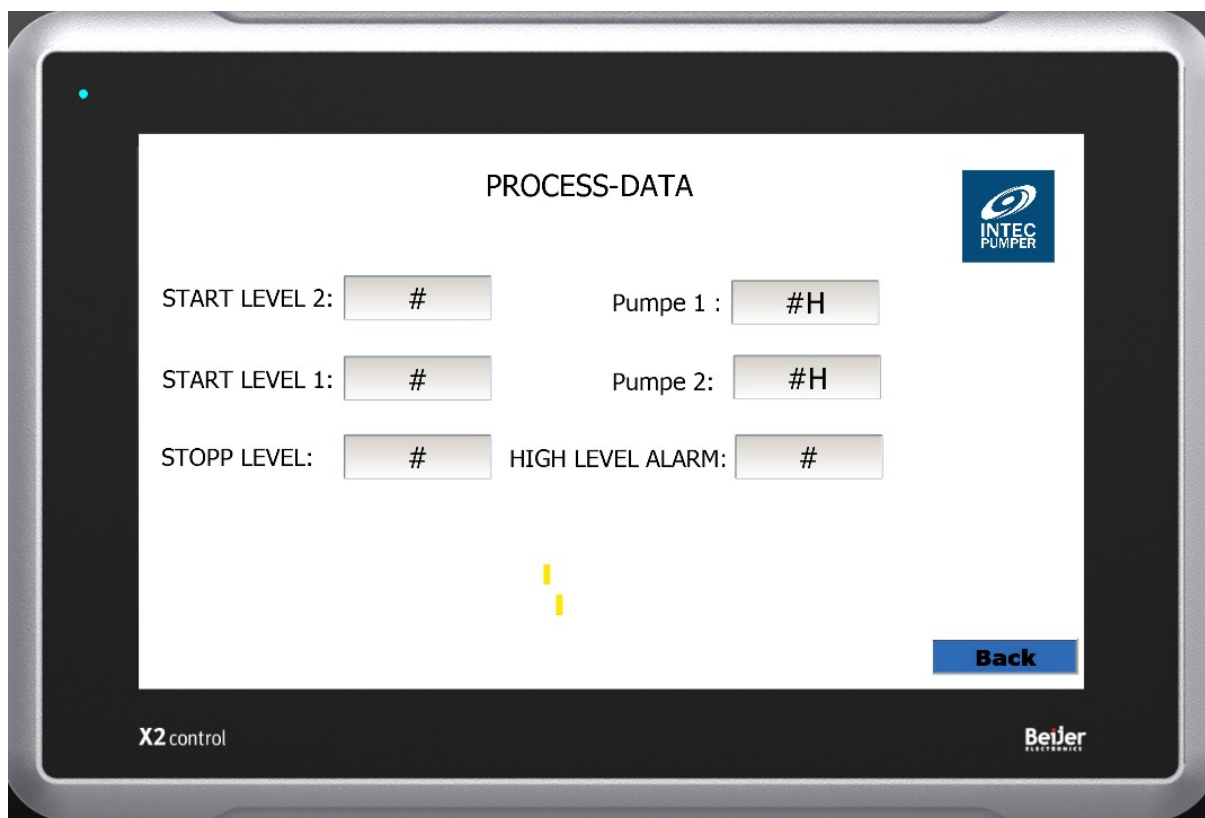 PROCESS-DATA
INTEC
PUMPER
START LEVEL 2: # Pumpe 1 : #H
START LEVEL 1: # Pumpe 2: #H
STOPP LEVEL: # HIGH LEVEL ALARM: #
Back
X2 control
Beijer
ELECTRONICS